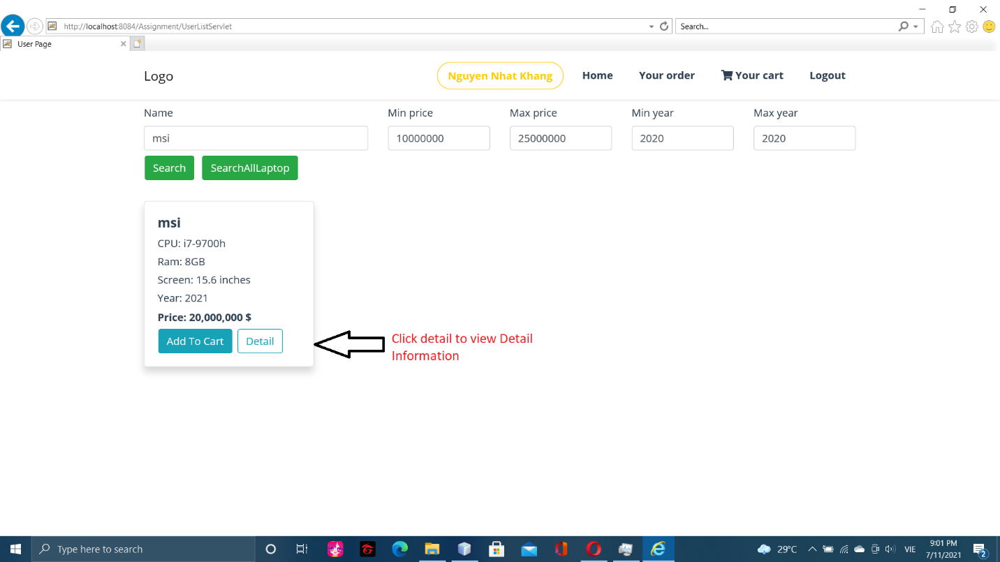 http://localhost:8084/Assignment/UserListServlet
Search...
User Page
Logo
Nguyen Nhat Khang
Home
Your order
Your cart
Logout
Name
Min price
Max price
Min year
Max year
msi
10000000
25000000
2020
2020
Search
SearchAllLaptop
msi
CPU: i7-9700h
Ram: 8GB
Screen: 15.6 inches
Year: 2021
Price: 20,000,000 $
Add To Cart
Detail
Click detail to view Detail
Information
Type here to search
29°C
VIE
9:01 PM
7/11/2021
2